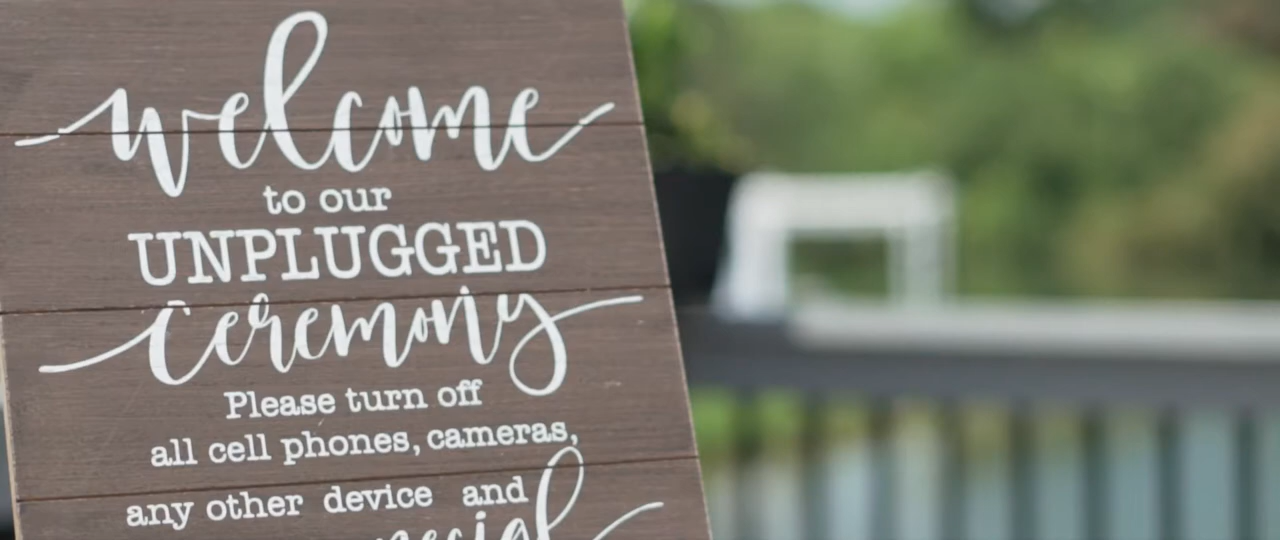 welcome
to our
UNPLUGGED
ceremony
Please turn off
all cell phones, cameras,
any other device and